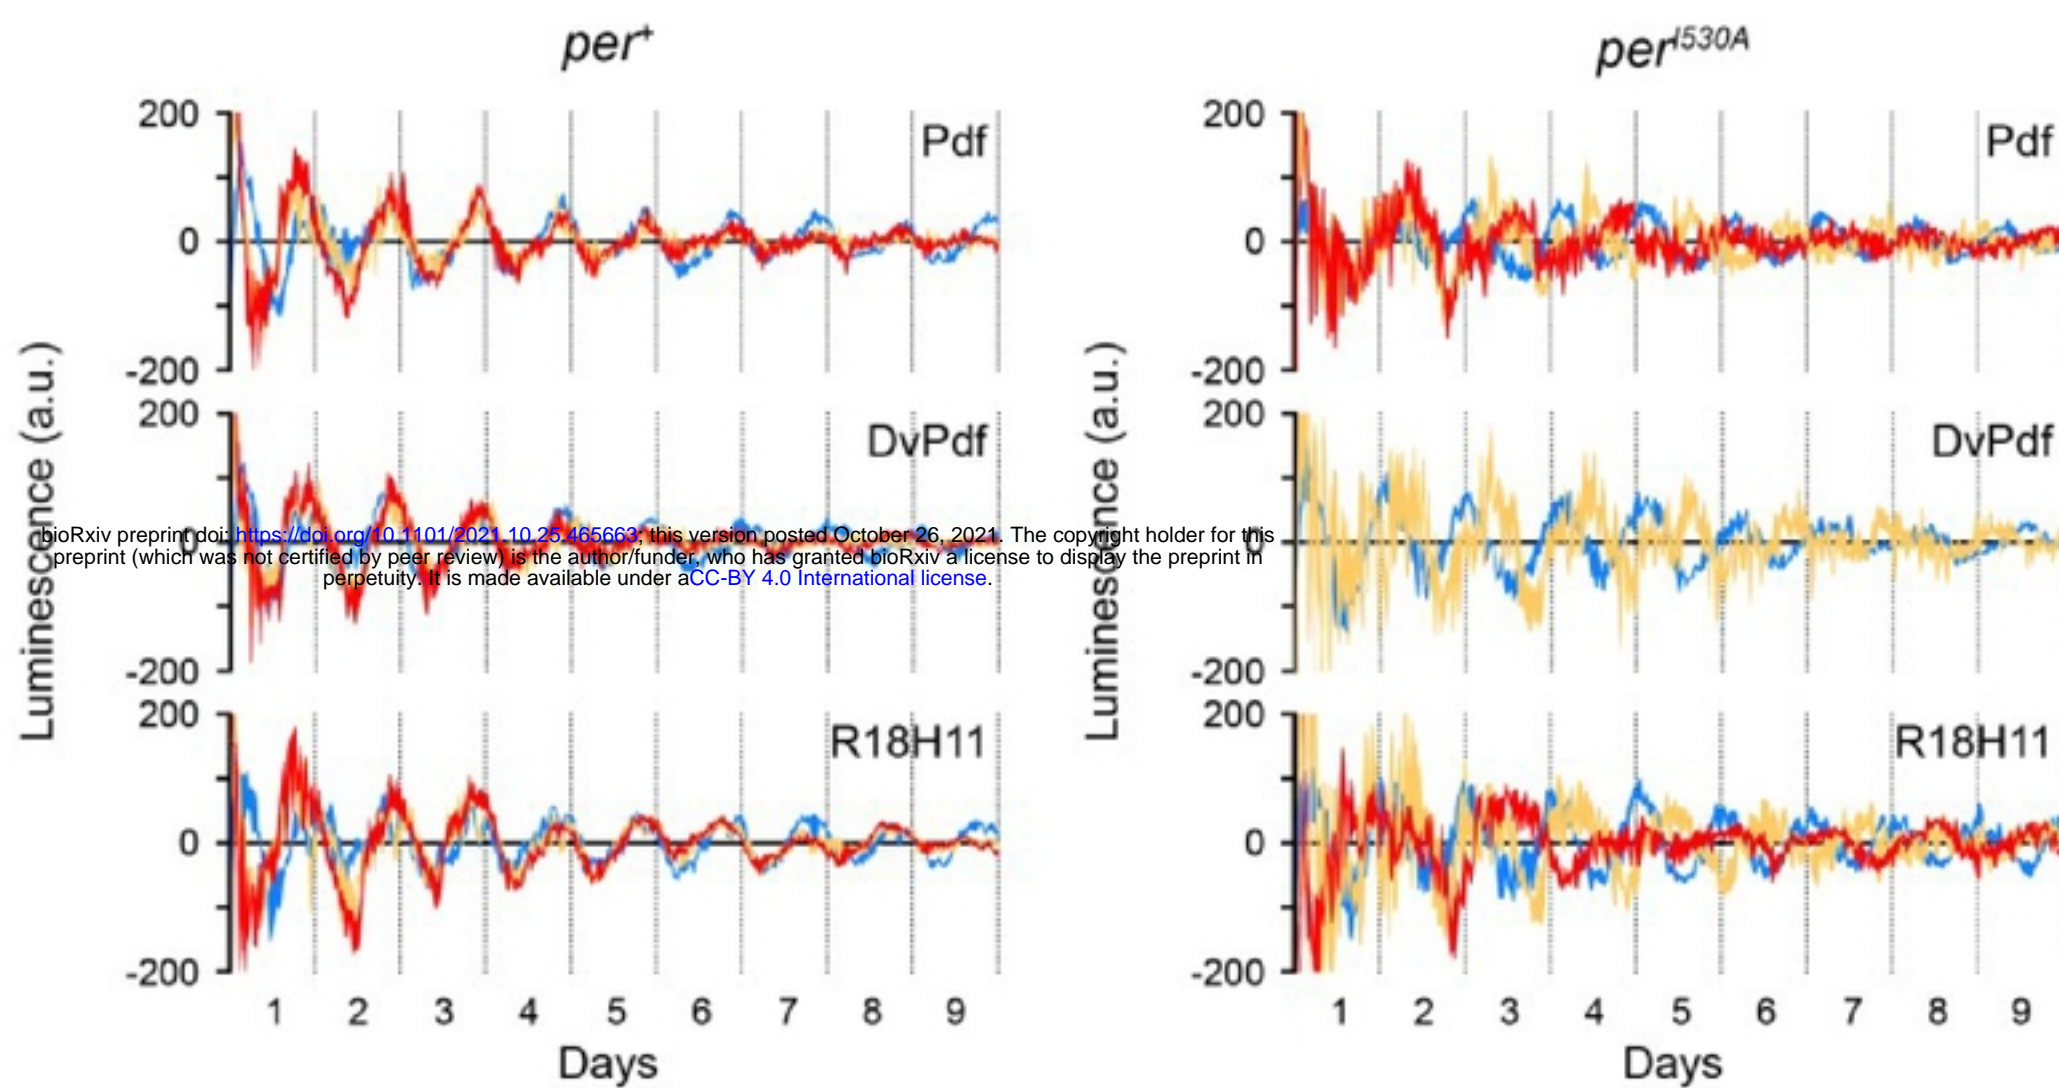 per⁺
per^I530A
200
Pdf
0
-200
200
DvPdf
0
-200
200
R18H11
0
-200
Luminescence (a.u.)
1 2 3 4 5 6 7 8 9
Days
200
Pdf
0
-200
200
DvPdf
0
-200
200
R18H11
0
-200
Luminescence (a.u.)
1 2 3 4 5 6 7 8 9
Days
bioRxiv preprint doi: https://doi.org/10.1101/2021.10.25.465663; this version posted October 26, 2021. The copyright holder for this
preprint (which was not certified by peer review) is the author/funder, who has granted bioRxiv a license to display the preprint in
perpetuity. It is made available under aCC-BY 4.0 International license.